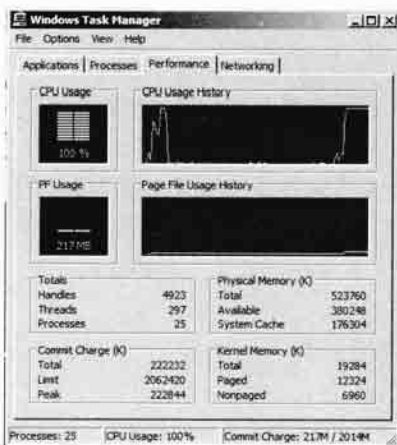 Windows Task Manager
File Options View Help
Applications Processes Performance Networking
CPU Usage CPU Usage History
100 %
PF Usage Page File Usage History
217 MB
Totals Physical Memory (K)
Handles 4923 Total 523760
Threads 297 Available 380248
Processes 25 System Cache 176304
Commit Charge (K) Kernel Memory (K)
Total 222232 Total 19284
Limit 2062420 Paged 12324
Peak 222844 Nonpaged 6960
Processes: 25 CPU Usage: 100% Commit Charge: 217M / 2014M